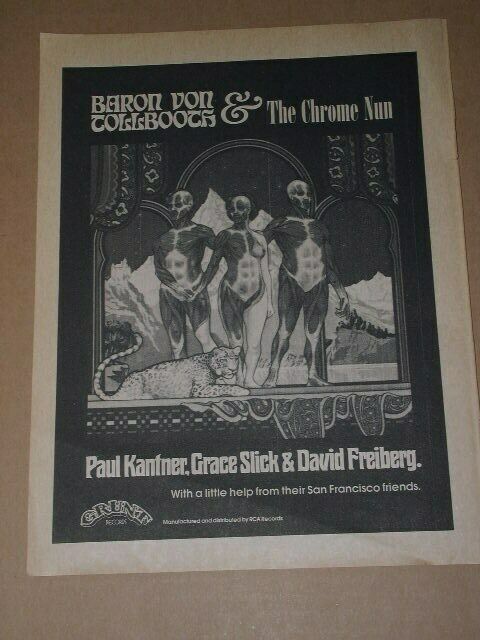 BARON VON
TOLLBOOTH
& The Chrome Nun
Paul Kantner, Grace Slick & David Freiberg.
With a little help from their San Francisco friends.
GRUNT
RECORDS
Manufactured and distributed by RCA Records